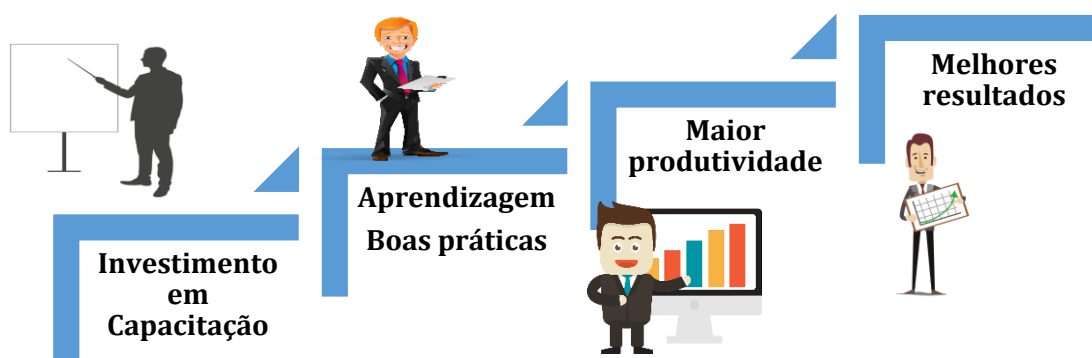 Investimento
em
Capacitação
Aprendizagem
Boas práticas
Maior
produtividade
Melhores
resultados